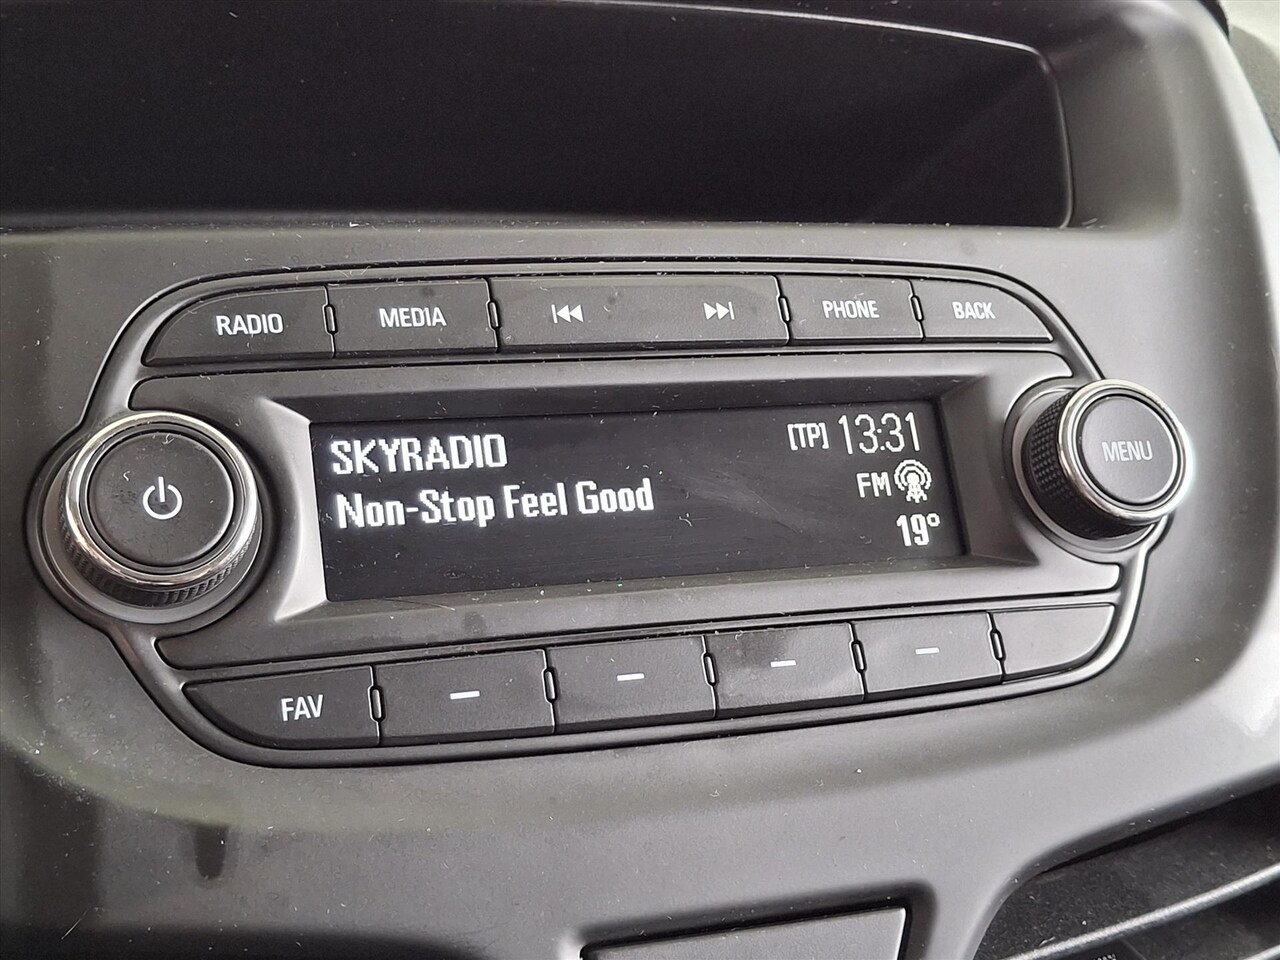 RADIO MEDIA PHONE BACK
SKYRADIO [TP] 13:31
Non-Stop Feel Good FM
19°
MENU
FAV